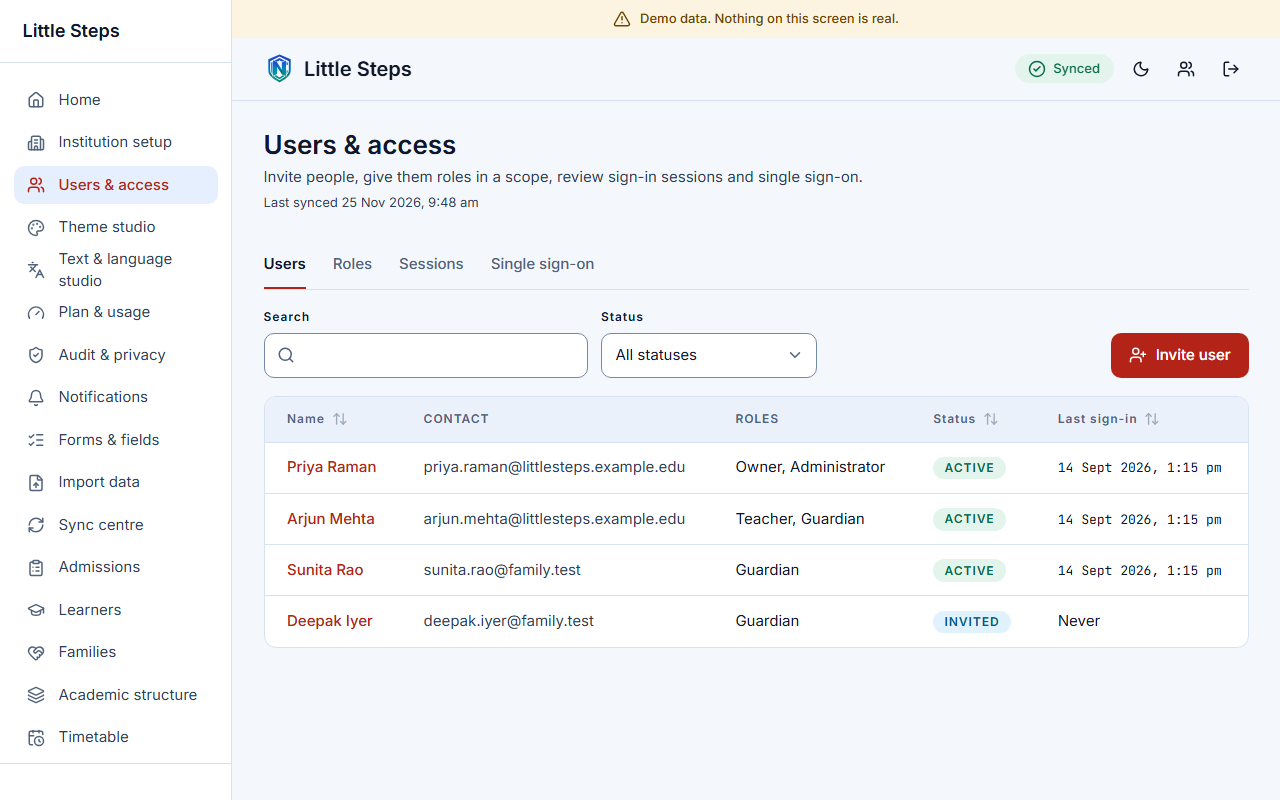 Little Steps
Home
Institution setup
Users & access
Theme studio
Text & language
studio
Plan & usage
Audit & privacy
Notifications
Forms & fields
Import data
Sync centre
Admissions
Learners
Families
Academic structure
Timetable
Demo data. Nothing on this screen is real.
Little Steps
Synced
Users & access
Invite people, give them roles in a scope, review sign-in sessions and single sign-on.
Last synced 25 Nov 2026, 9:48 am
Users Roles Sessions Single sign-on
Search Status
All statuses Invite user
Name CONTACT ROLES Status Last sign-in
Priya Raman priya.raman@littlesteps.example.edu Owner, Administrator ACTIVE 14 Sept 2026, 1:15 pm
Arjun Mehta arjun.mehta@littlesteps.example.edu Teacher, Guardian ACTIVE 14 Sept 2026, 1:15 pm
Sunita Rao sunita.rao@family.test Guardian ACTIVE 14 Sept 2026, 1:15 pm
Deepak Iyer deepak.iyer@family.test Guardian INVITED Never